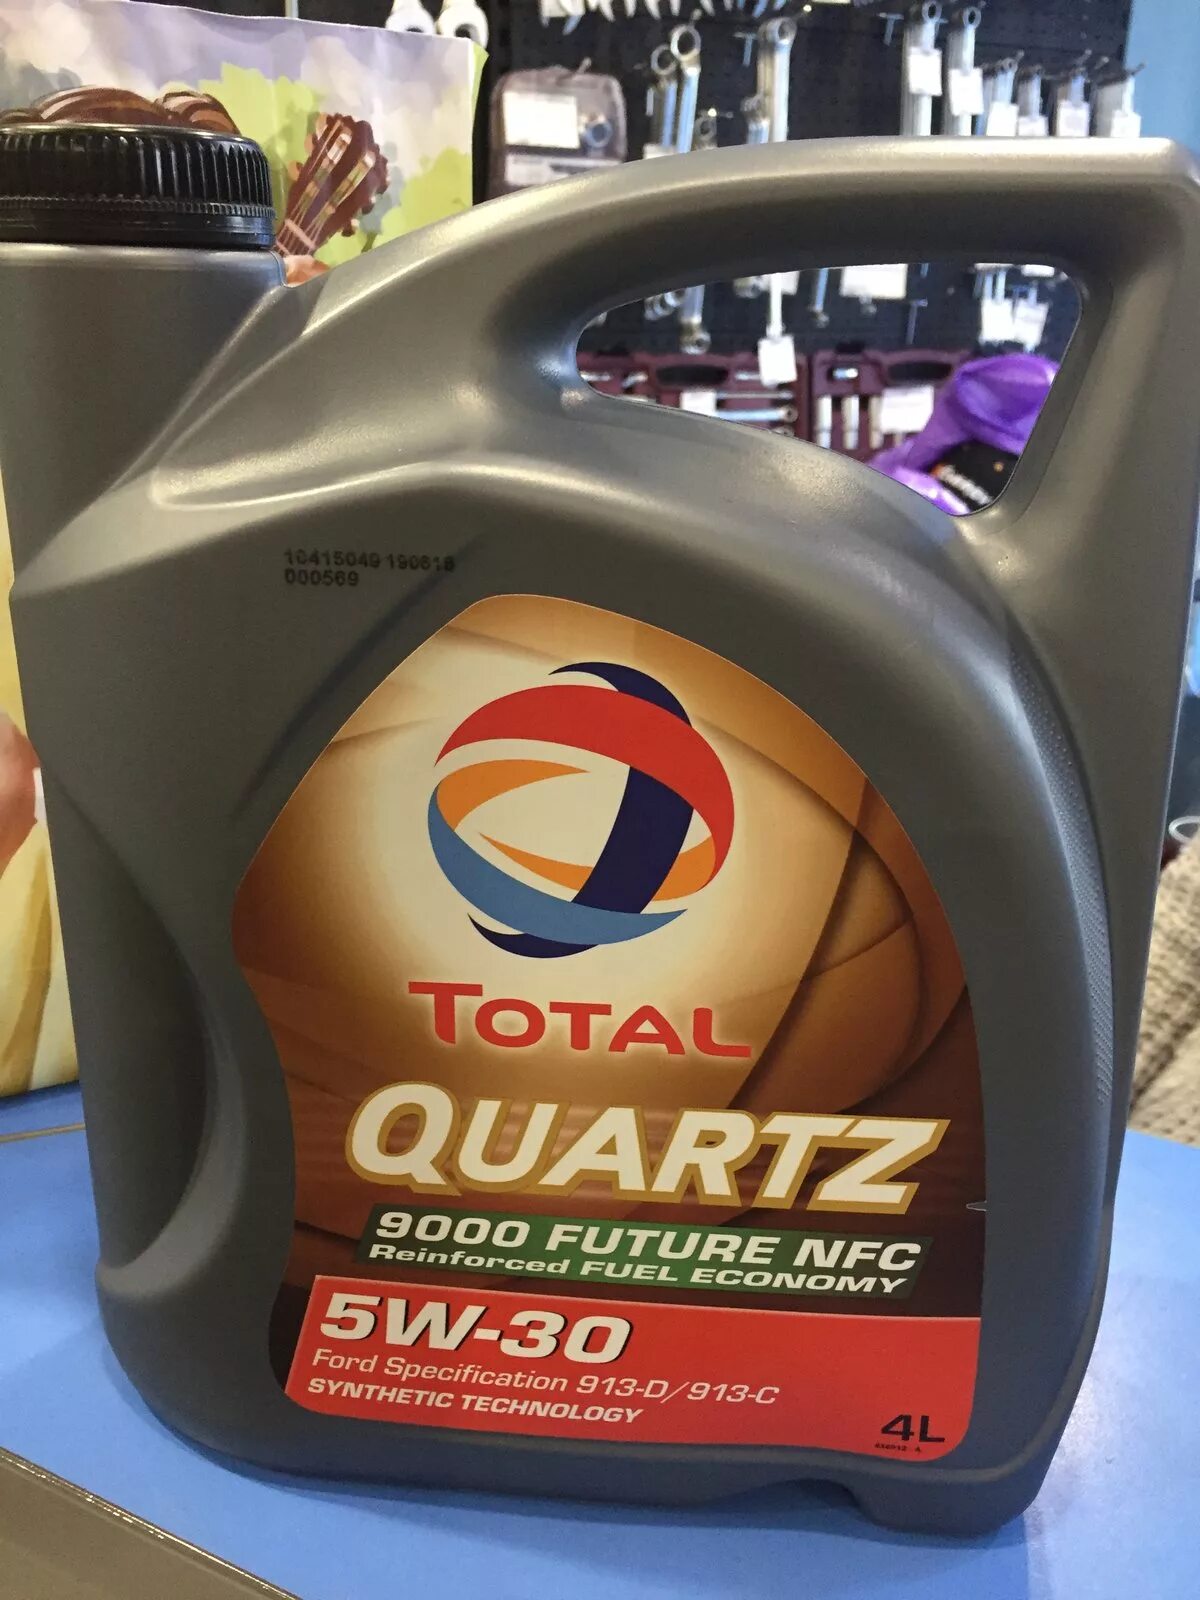 10415049 190618
000569
TOTAL
QUARTZ
9000 FUTURE NFC
Reinforced FUEL ECONOMY
5W-30
Ford Specification 913-D/913-C
SYNTHETIC TECHNOLOGY
4L